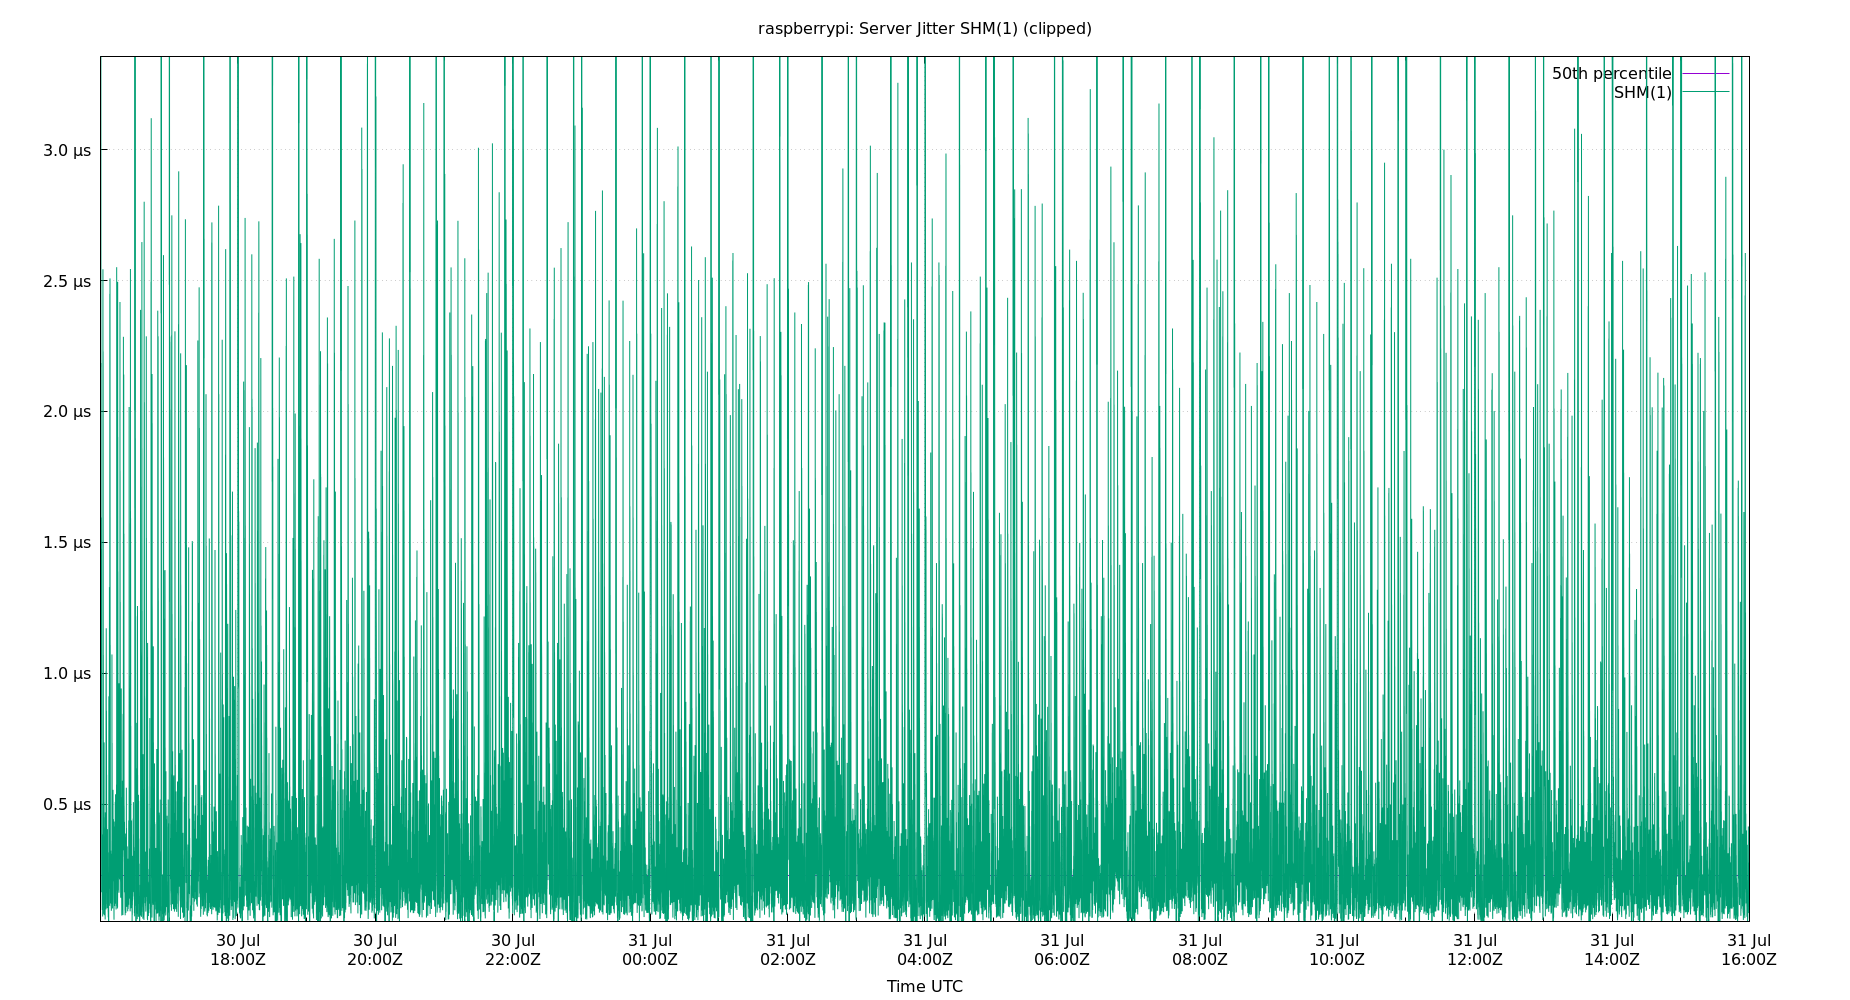 raspberrypi: Server Jitter SHM(1) (clipped)
50th percentile
SHM(1)
3.0 µs
2.5 µs
2.0 µs
1.5 µs
1.0 µs
0.5 µs
30 Jul 30 Jul 30 Jul 31 Jul 31 Jul 31 Jul 31 Jul 31 Jul 31 Jul 31 Jul 31 Jul 31 Jul
18:00Z 20:00Z 22:00Z 00:00Z 02:00Z 04:00Z 06:00Z 08:00Z 10:00Z 12:00Z 14:00Z 16:00Z
Time UTC